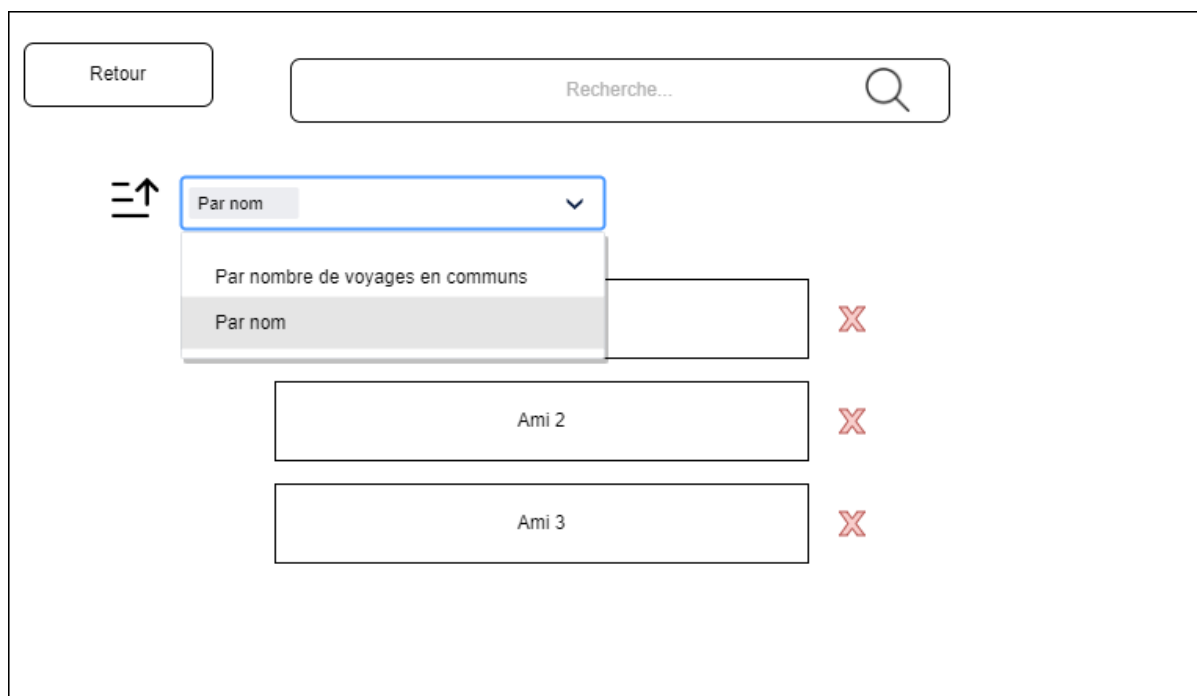 Retour
Recherche...
Par nom
Par nombre de voyages en communs
Par nom
Ami 2
Ami 3